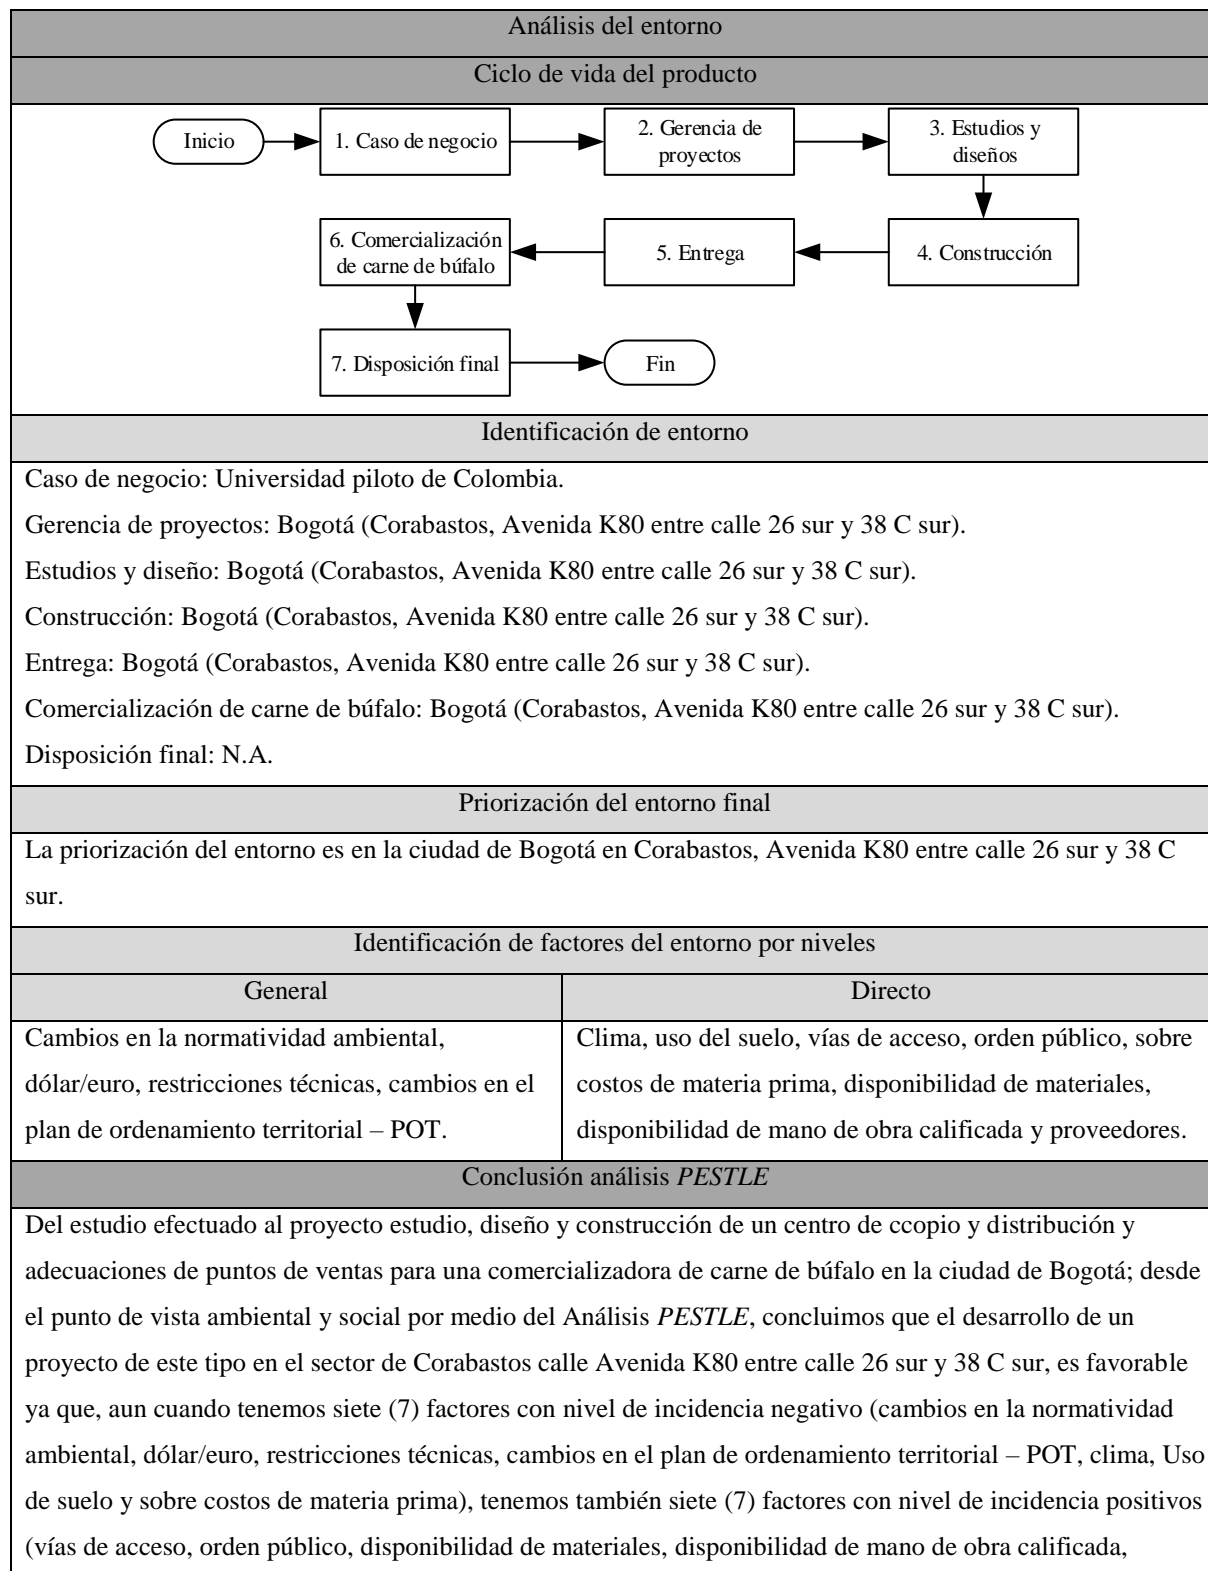 Análisis del entorno
Ciclo de vida del producto
Inicio
1. Caso de negocio
2. Gerencia de
proyectos
3. Estudios y
diseños
4. Construcción
5. Entrega
6. Comercialización
de carne de búfalo
7. Disposición final
Fin
Identificación de entorno
Caso de negocio: Universidad piloto de Colombia.
Gerencia de proyectos: Bogotá (Corabastos, Avenida K80 entre calle 26 sur y 38 C sur).
Estudios y diseño: Bogotá (Corabastos, Avenida K80 entre calle 26 sur y 38 C sur).
Construcción: Bogotá (Corabastos, Avenida K80 entre calle 26 sur y 38 C sur).
Entrega: Bogotá (Corabastos, Avenida K80 entre calle 26 sur y 38 C sur).
Comercialización de carne de búfalo: Bogotá (Corabastos, Avenida K80 entre calle 26 sur y 38 C sur).
Disposición final: N.A.
Priorización del entorno final
La priorización del entorno es en la ciudad de Bogotá en Corabastos, Avenida K80 entre calle 26 sur y 38 C
sur.
Identificación de factores del entorno por niveles
General
Directo
Cambios en la normatividad ambiental,
dólar/euro, restricciones técnicas, cambios en el
plan de ordenamiento territorial – POT.
Clima, uso del suelo, vías de acceso, orden público, sobre
costos de materia prima, disponibilidad de materiales,
disponibilidad de mano de obra calificada y proveedores.
Conclusión análisis PESTLE
Del estudio efectuado al proyecto estudio, diseño y construcción de un centro de ccopio y distribución y
adecuaciones de puntos de ventas para una comercializadora de carne de búfalo en la ciudad de Bogotá; desde
el punto de vista ambiental y social por medio del Análisis PESTLE, concluimos que el desarrollo de un
proyecto de este tipo en el sector de Corabastos calle Avenida K80 entre calle 26 sur y 38 C sur, es favorable
ya que, aun cuando tenemos siete (7) factores con nivel de incidencia negativo (cambios en la normatividad
ambiental, dólar/euro, restricciones técnicas, cambios en el plan de ordenamiento territorial – POT, clima, Uso
de suelo y sobre costos de materia prima), tenemos también siete (7) factores con nivel de incidencia positivos
(vías de acceso, orden público, disponibilidad de materiales, disponibilidad de mano de obra calificada,